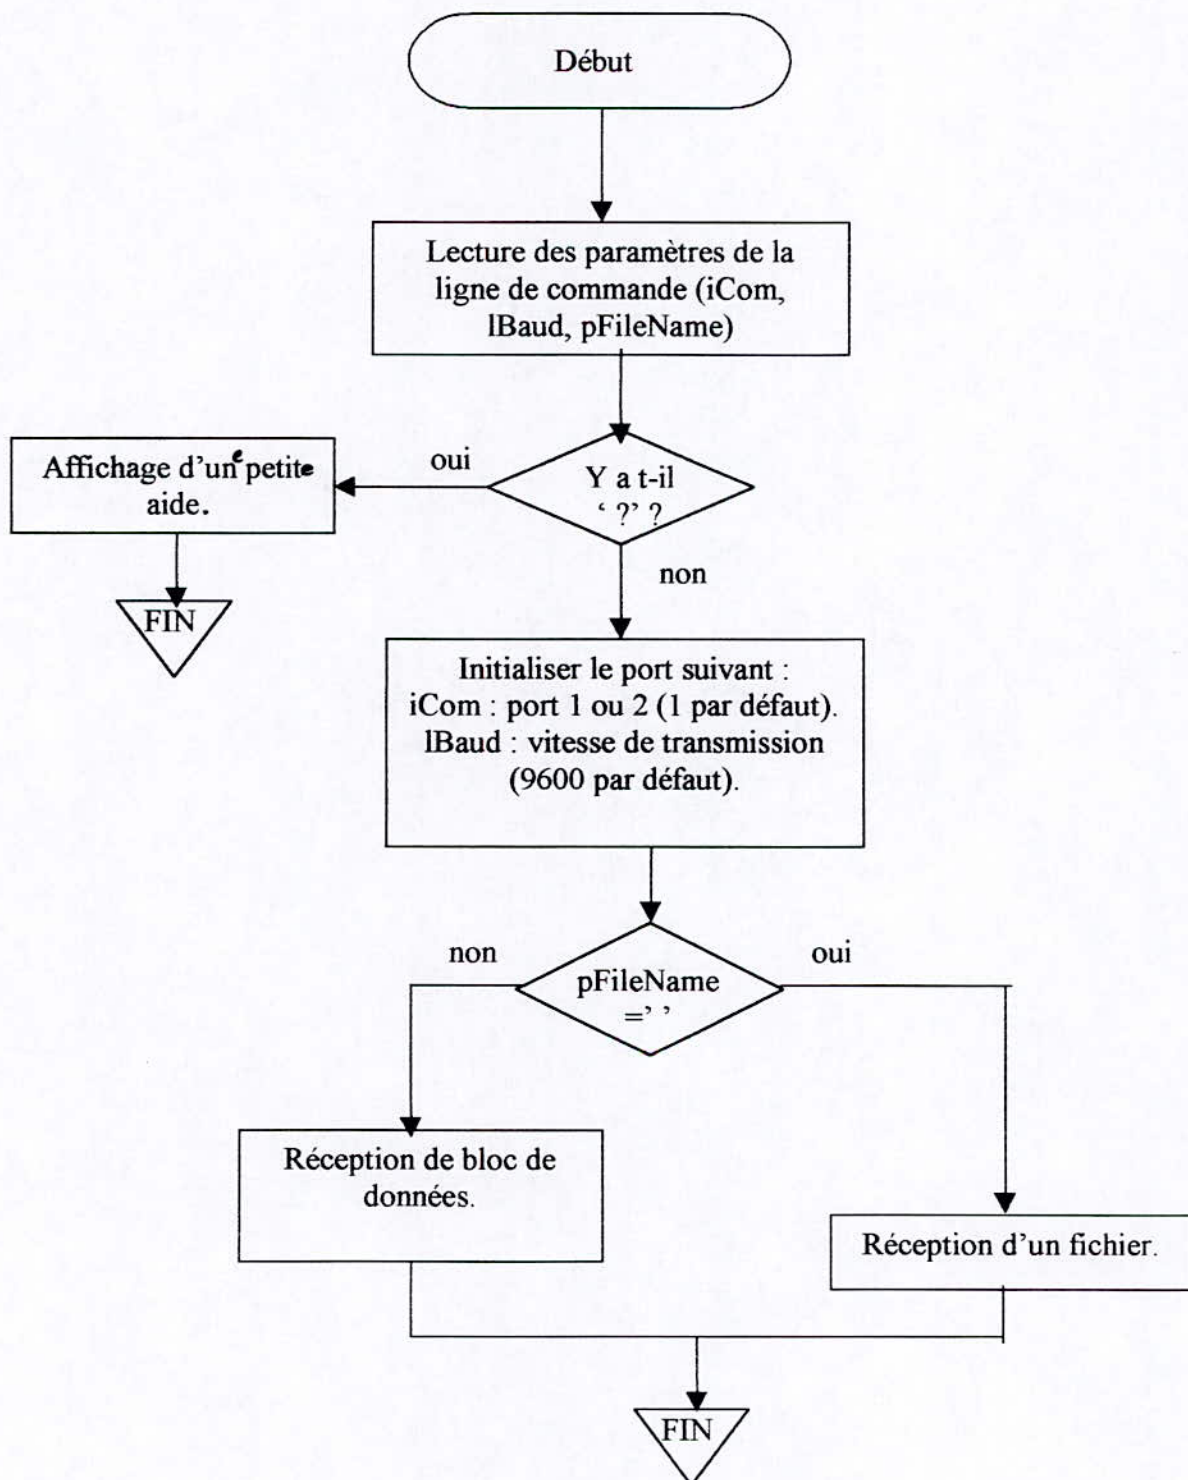 Début
Lecture des paramètres de la
ligne de commande (iCom,
lBaud, pFileName)
oui
Affichage d'une petite
aide.
Y a t-il
‘ ?’ ?
non
FIN
Initialiser le port suivant :
iCom : port 1 ou 2 (1 par défaut).
lBaud : vitesse de transmission
(9600 par défaut).
non
oui
pFileName
=’ ’
Réception de bloc de
données.
Réception d'un fichier.
FIN